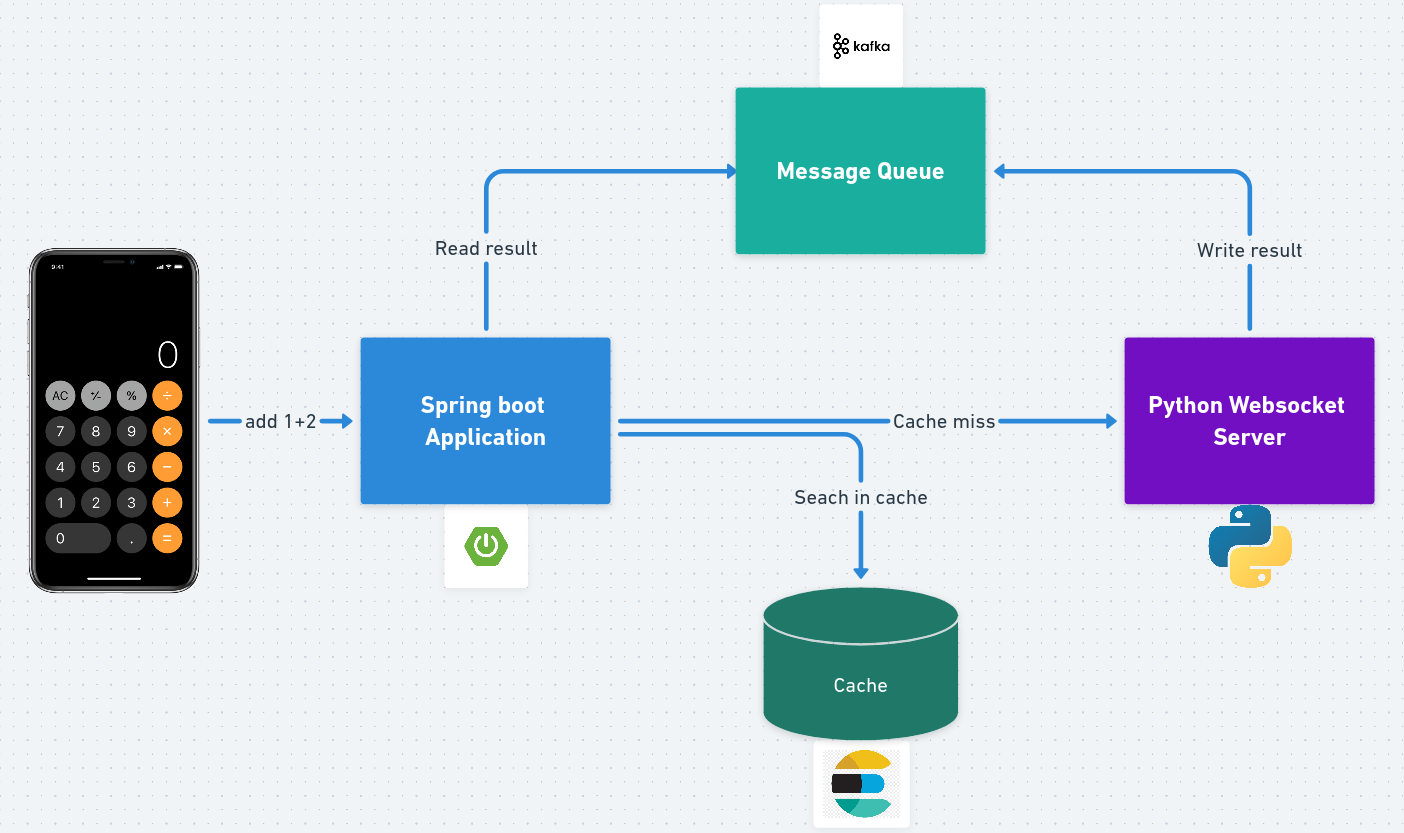 kafka
Message Queue
Read result
Write result
9:41
0
AC +⁄- % ÷
7 8 9 ×
4 5 6 −
1 2 3 +
0 . =
add 1+2
Spring boot
Application
Cache miss
Python Websocket
Server
Seach in cache
Cache